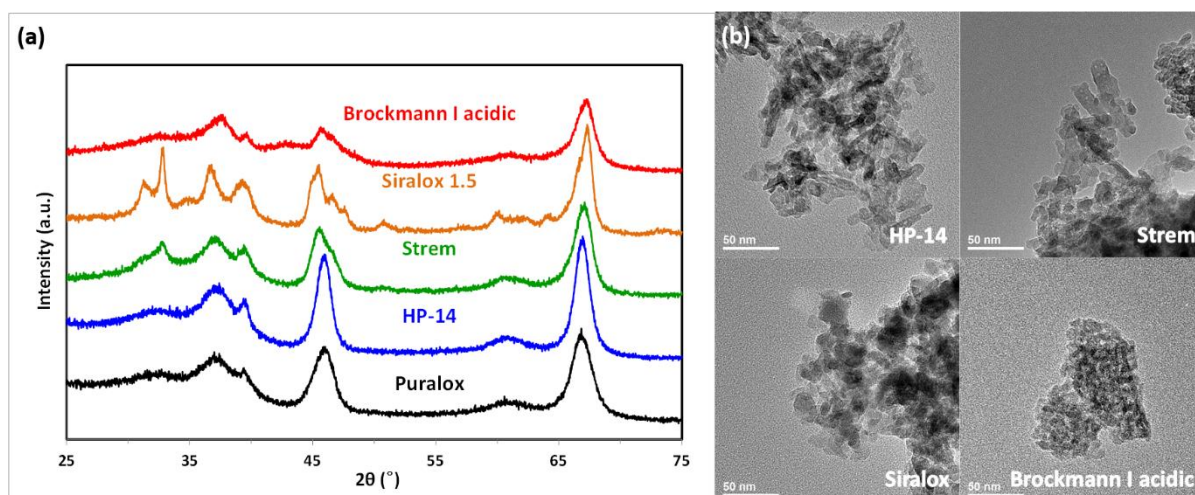 (a)
Brockmann I acidic
Siralox 1.5
Strem
HP-14
Puralox
Intensity (a.u.)
25 35 45 55 65 75
2θ (˚)
(b)
50 nm
HP-14
50 nm
Strem
50 nm
Siralox
50 nm
Brockmann I acidic